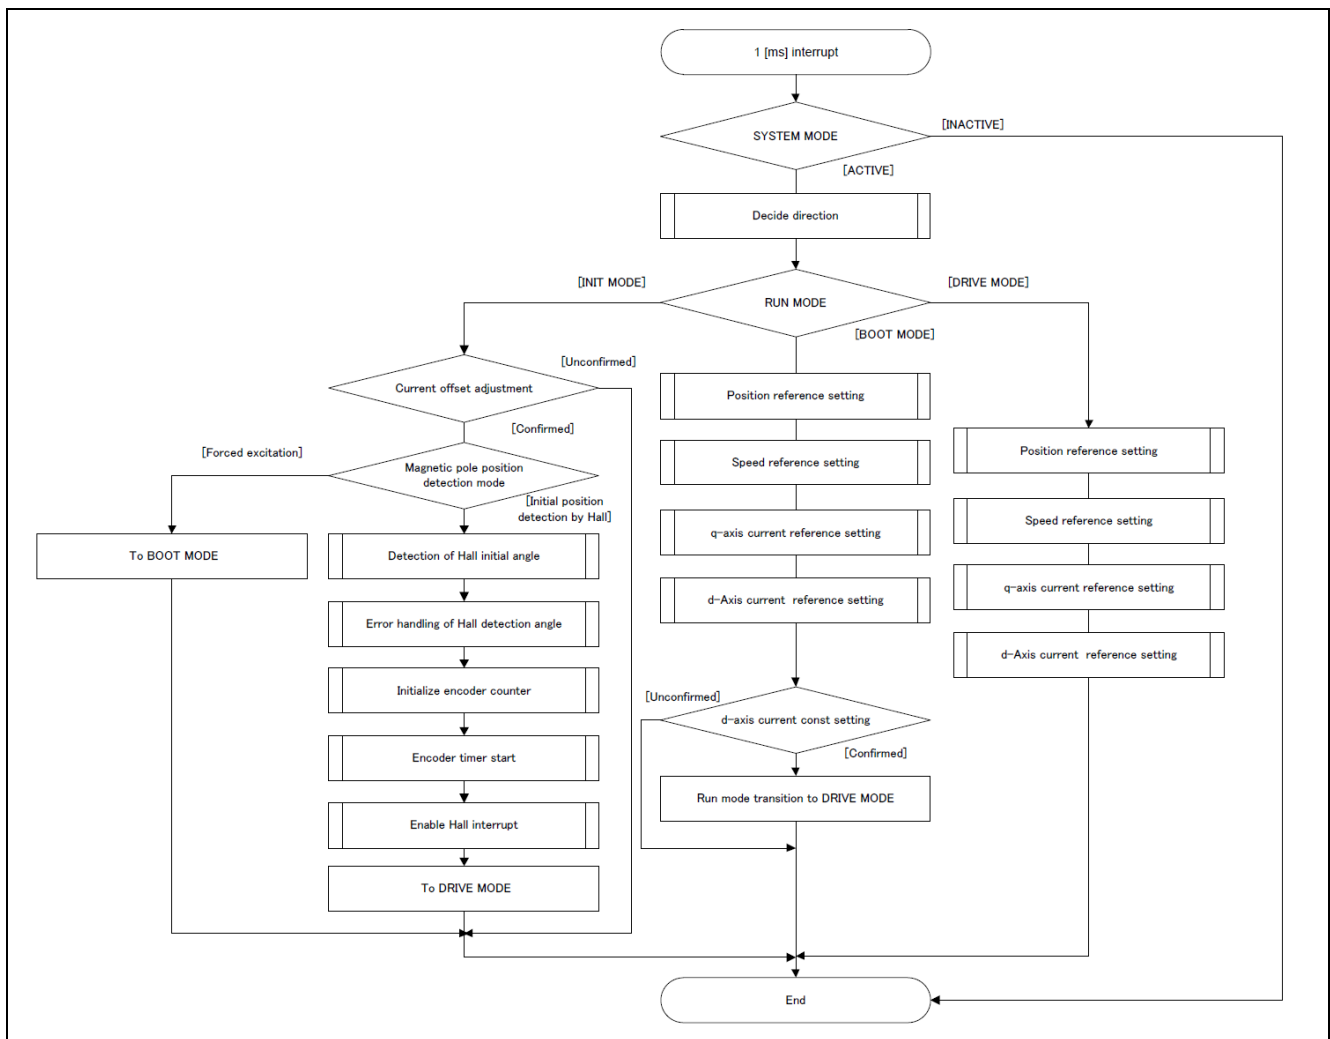 1 [ms] interrupt
SYSTEM MODE
[INACTIVE]
[ACTIVE]
Decide direction
[INIT MODE]
RUN MODE
[DRIVE MODE]
[BOOT MODE]
Current offset adjustment
[Unconfirmed]
[Confirmed]
[Forced excitation]
Magnetic pole position
detection mode
[Initial position
detection by Hall]
To BOOT MODE
Detection of Hall initial angle
Error handling of Hall detection angle
Initialize encoder counter
Encoder timer start
Enable Hall interrupt
To DRIVE MODE
Position reference setting
Speed reference setting
q-axis current reference setting
d-Axis current  reference setting
[Unconfirmed]
d-axis current const setting
[Confirmed]
Run mode transition to DRIVE MODE
Position reference setting
Speed reference setting
q-axis current reference setting
d-Axis current  reference setting
End